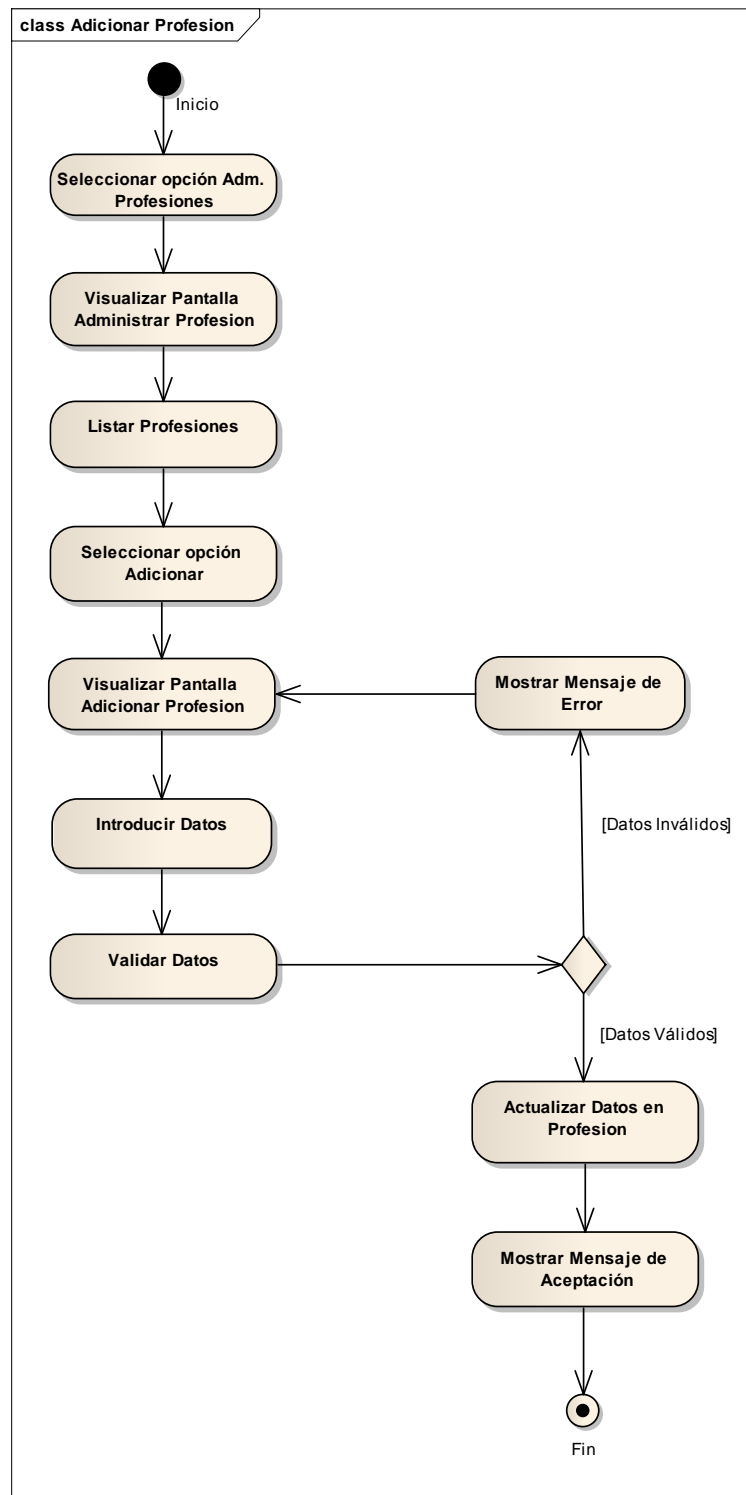 class Adicionar Profesion
Inicio
Seleccionar opción Adm.
Profesiones
Visualizar Pantalla
Administrar Profesion
Listar Profesiones
Seleccionar opción
Adicionar
Visualizar Pantalla
Adicionar Profesion
Mostrar Mensaje de
Error
Introducir Datos
[Datos Inválidos]
Validar Datos
[Datos Válidos]
Actualizar Datos en
Profesion
Mostrar Mensaje de
Aceptación
Fin